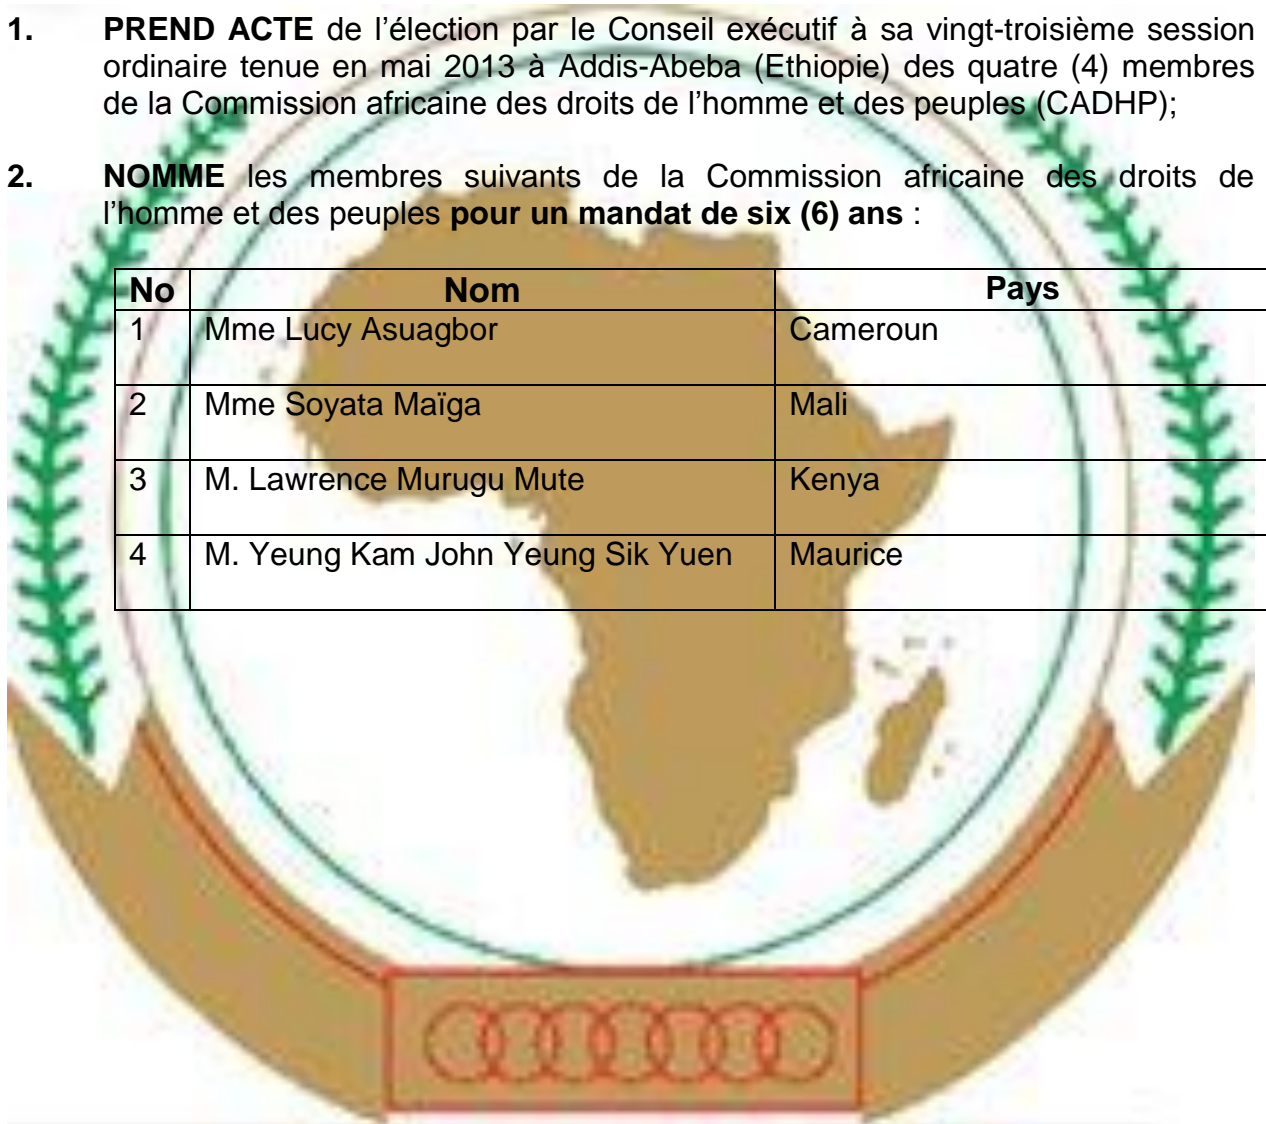 1. PREND ACTE de l’élection par le Conseil exécutif à sa vingt-troisième session
ordinaire tenue en mai 2013 à Addis-Abeba (Ethiopie) des quatre (4) membres
de la Commission africaine des droits de l’homme et des peuples (CADHP);
2. NOMME les membres suivants de la Commission africaine des droits de
l’homme et des peuples pour un mandat de six (6) ans :
No Nom Pays
1 Mme Lucy Asuagbor Cameroun
2 Mme Soyata Maïga Mali
3 M. Lawrence Murugu Mute Kenya
4 M. Yeung Kam John Yeung Sik Yuen Maurice